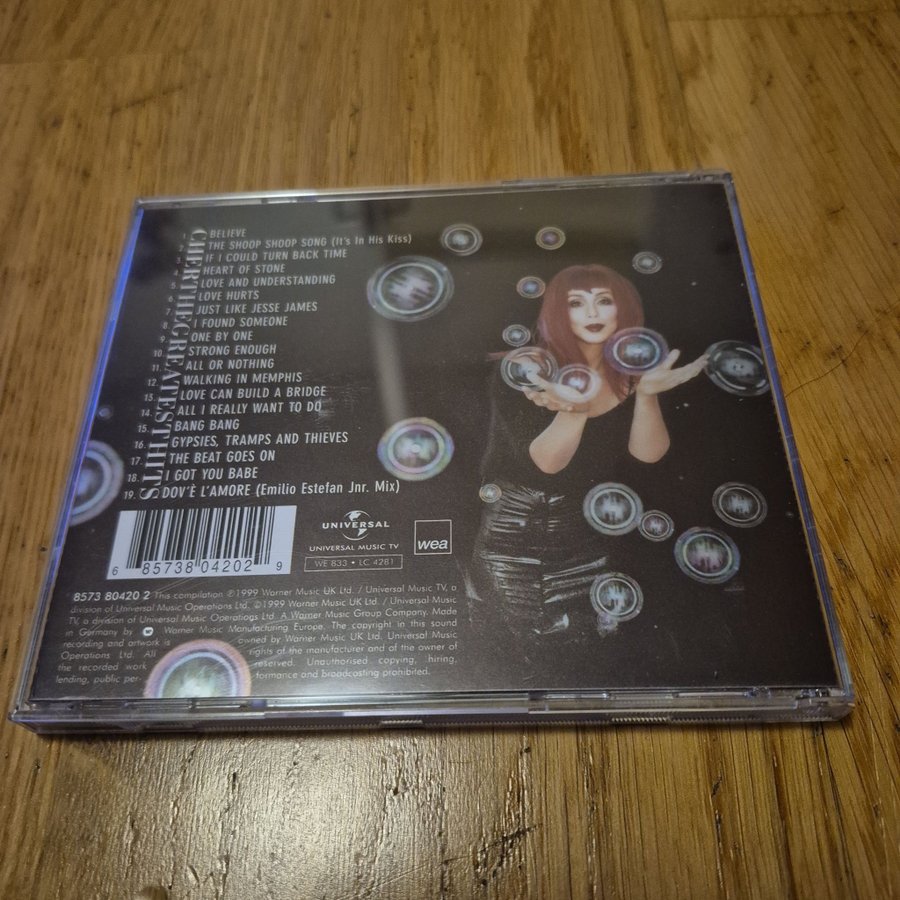 1. BELIEVE
2. THE SHOOP SHOOP SONG (It's In His Kiss)
3. IF I COULD TURN BACK TIME
4. HEART OF STONE
5. LOVE AND UNDERSTANDING
6. LOVE HURTS
7. JUST LIKE JESSE JAMES
8. I FOUND SOMEONE
9. ONE BY ONE
10. STRONG ENOUGH
11. ALL OR NOTHING
12. WALKING IN MEMPHIS
13. LOVE CAN BUILD A BRIDGE
14. ALL I REALLY WANT TO DO
15. BANG BANG
16. GYPSIES, TRAMPS AND THIEVES
17. THE BEAT GOES ON
18. I GOT YOU BABE
19. DOV'È L'AMORE (Emilio Estefan Jnr. Mix)
CHERTHEGREATESTHITS
6 85738 04202 9
UNIVERSAL
UNIVERSAL MUSIC TV
wea
WE 833 • LC 4281
8573 80420 2 This compilation ℗1999 Warner Music UK Ltd. / Universal Music TV, a
division of Universal Music Operations Ltd. ©1999 Warner Music UK Ltd. / Universal Music
TV, a division of Universal Music Operations Ltd. A Warner Music Group Company. Made
in Germany by Warner Music Manufacturing Europe. The copyright in this sound
recording and artwork is owned by Warner Music UK Ltd. Universal Music
Operations Ltd. All rights of the manufacturer and of the owner of
the recorded work reserved. Unauthorised copying, hiring,
lending, public performance and broadcasting prohibited.